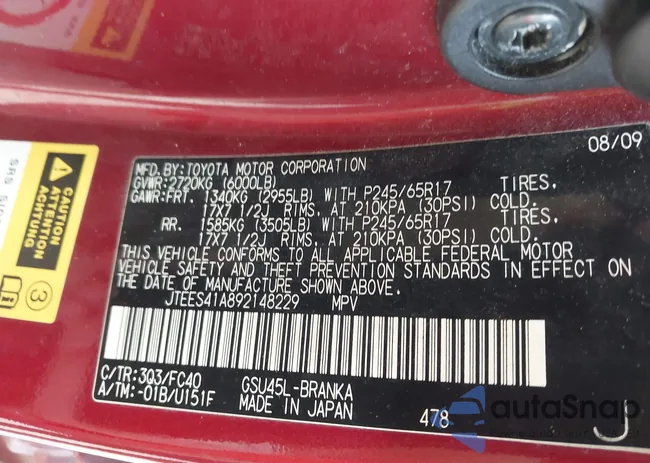 08/09
MFD.BY:TOYOTA MOTOR CORPORATION
GVWR:2720KG (6000LB)
GAWR:FRT. 1340KG (2955LB) WITH P245/65R17 TIRES,
17X7 1/2J RIMS, AT 210KPA (30PSI) COLD.
RR. 1585KG (3505LB) WITH P245/65R17 TIRES,
17X7 1/2J RIMS, AT 210KPA (30PSI) COLD.
THIS VEHICLE CONFORMS TO ALL APPLICABLE FEDERAL MOTOR
VEHICLE SAFETY AND THEFT PREVENTION STANDARDS IN EFFECT ON
THE DATE OF MANUFACTURE SHOWN ABOVE.
JTEES41A892148229 MPV
C/TR:3Q3/FC40 GSU45L-BRANKA
A/TM:-01B/U151F MADE IN JAPAN 478 J
CAUTION
ATTENTION
3
SRS
autoSnap